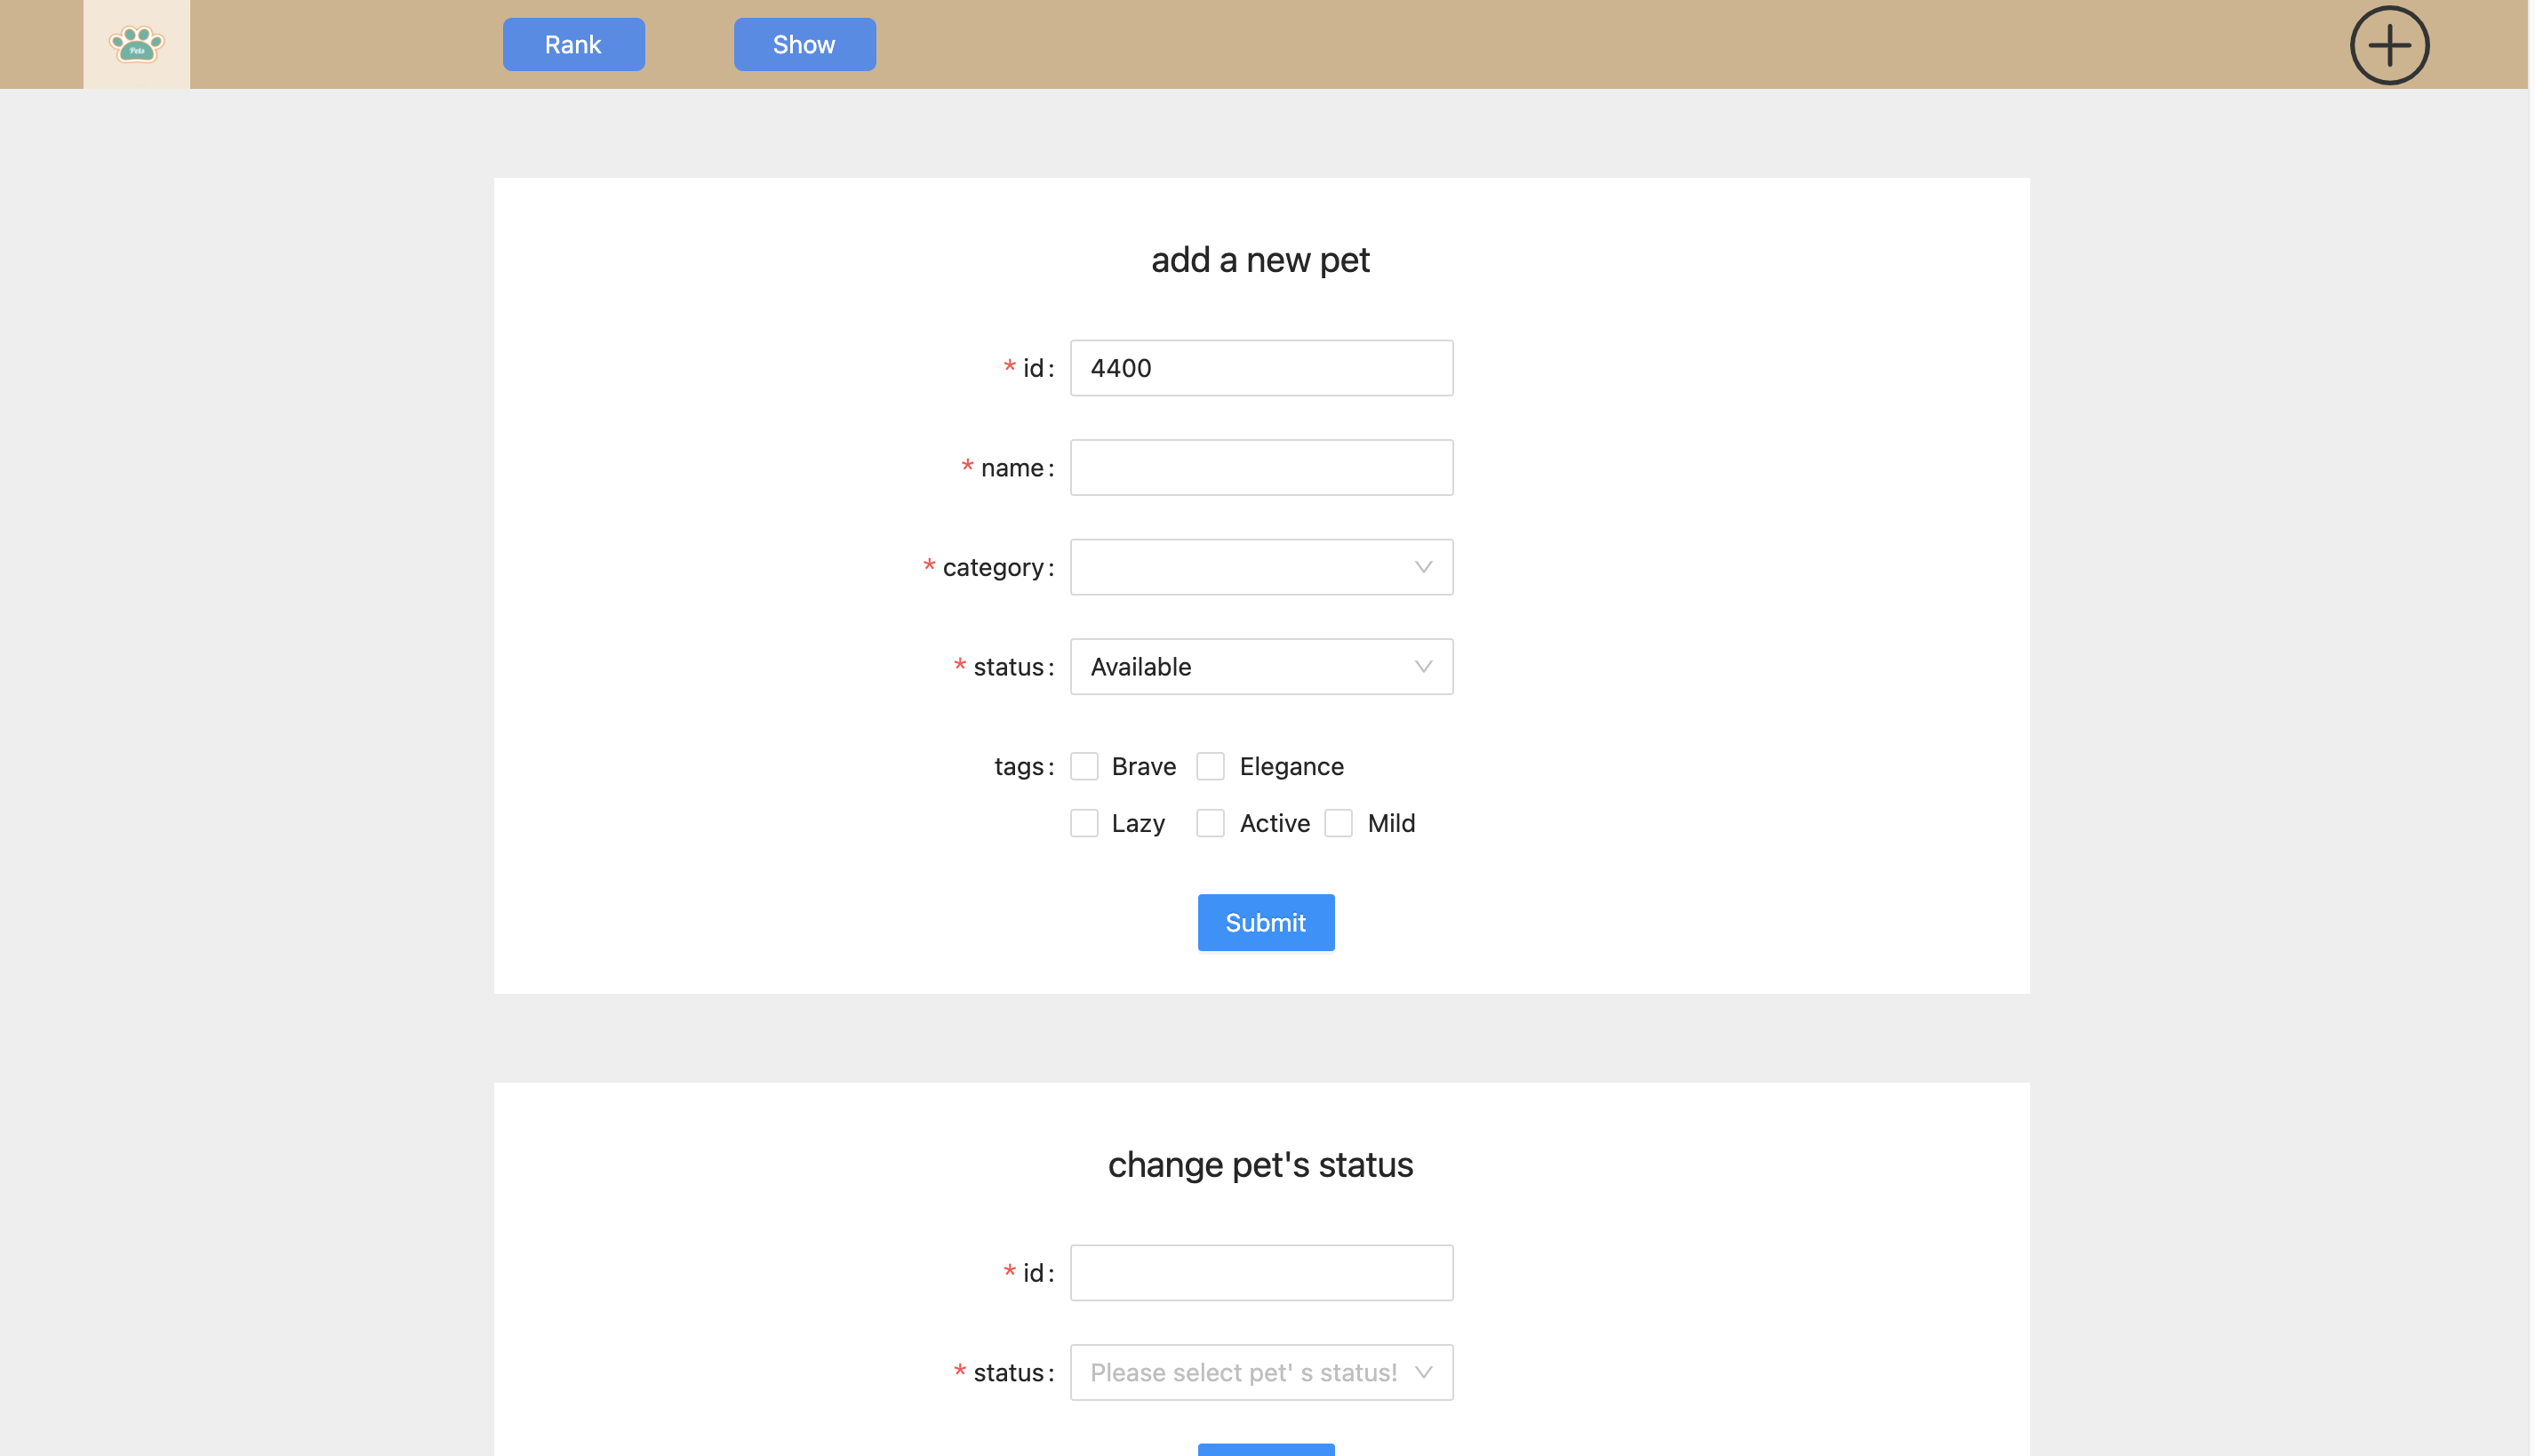 Pets
Rank
Show
add a new pet
* id: 4400
* name:
* category:
* status: Available
tags: Brave Elegance
Lazy Active Mild
Submit
change pet's status
* id:
* status: Please select pet' s status!